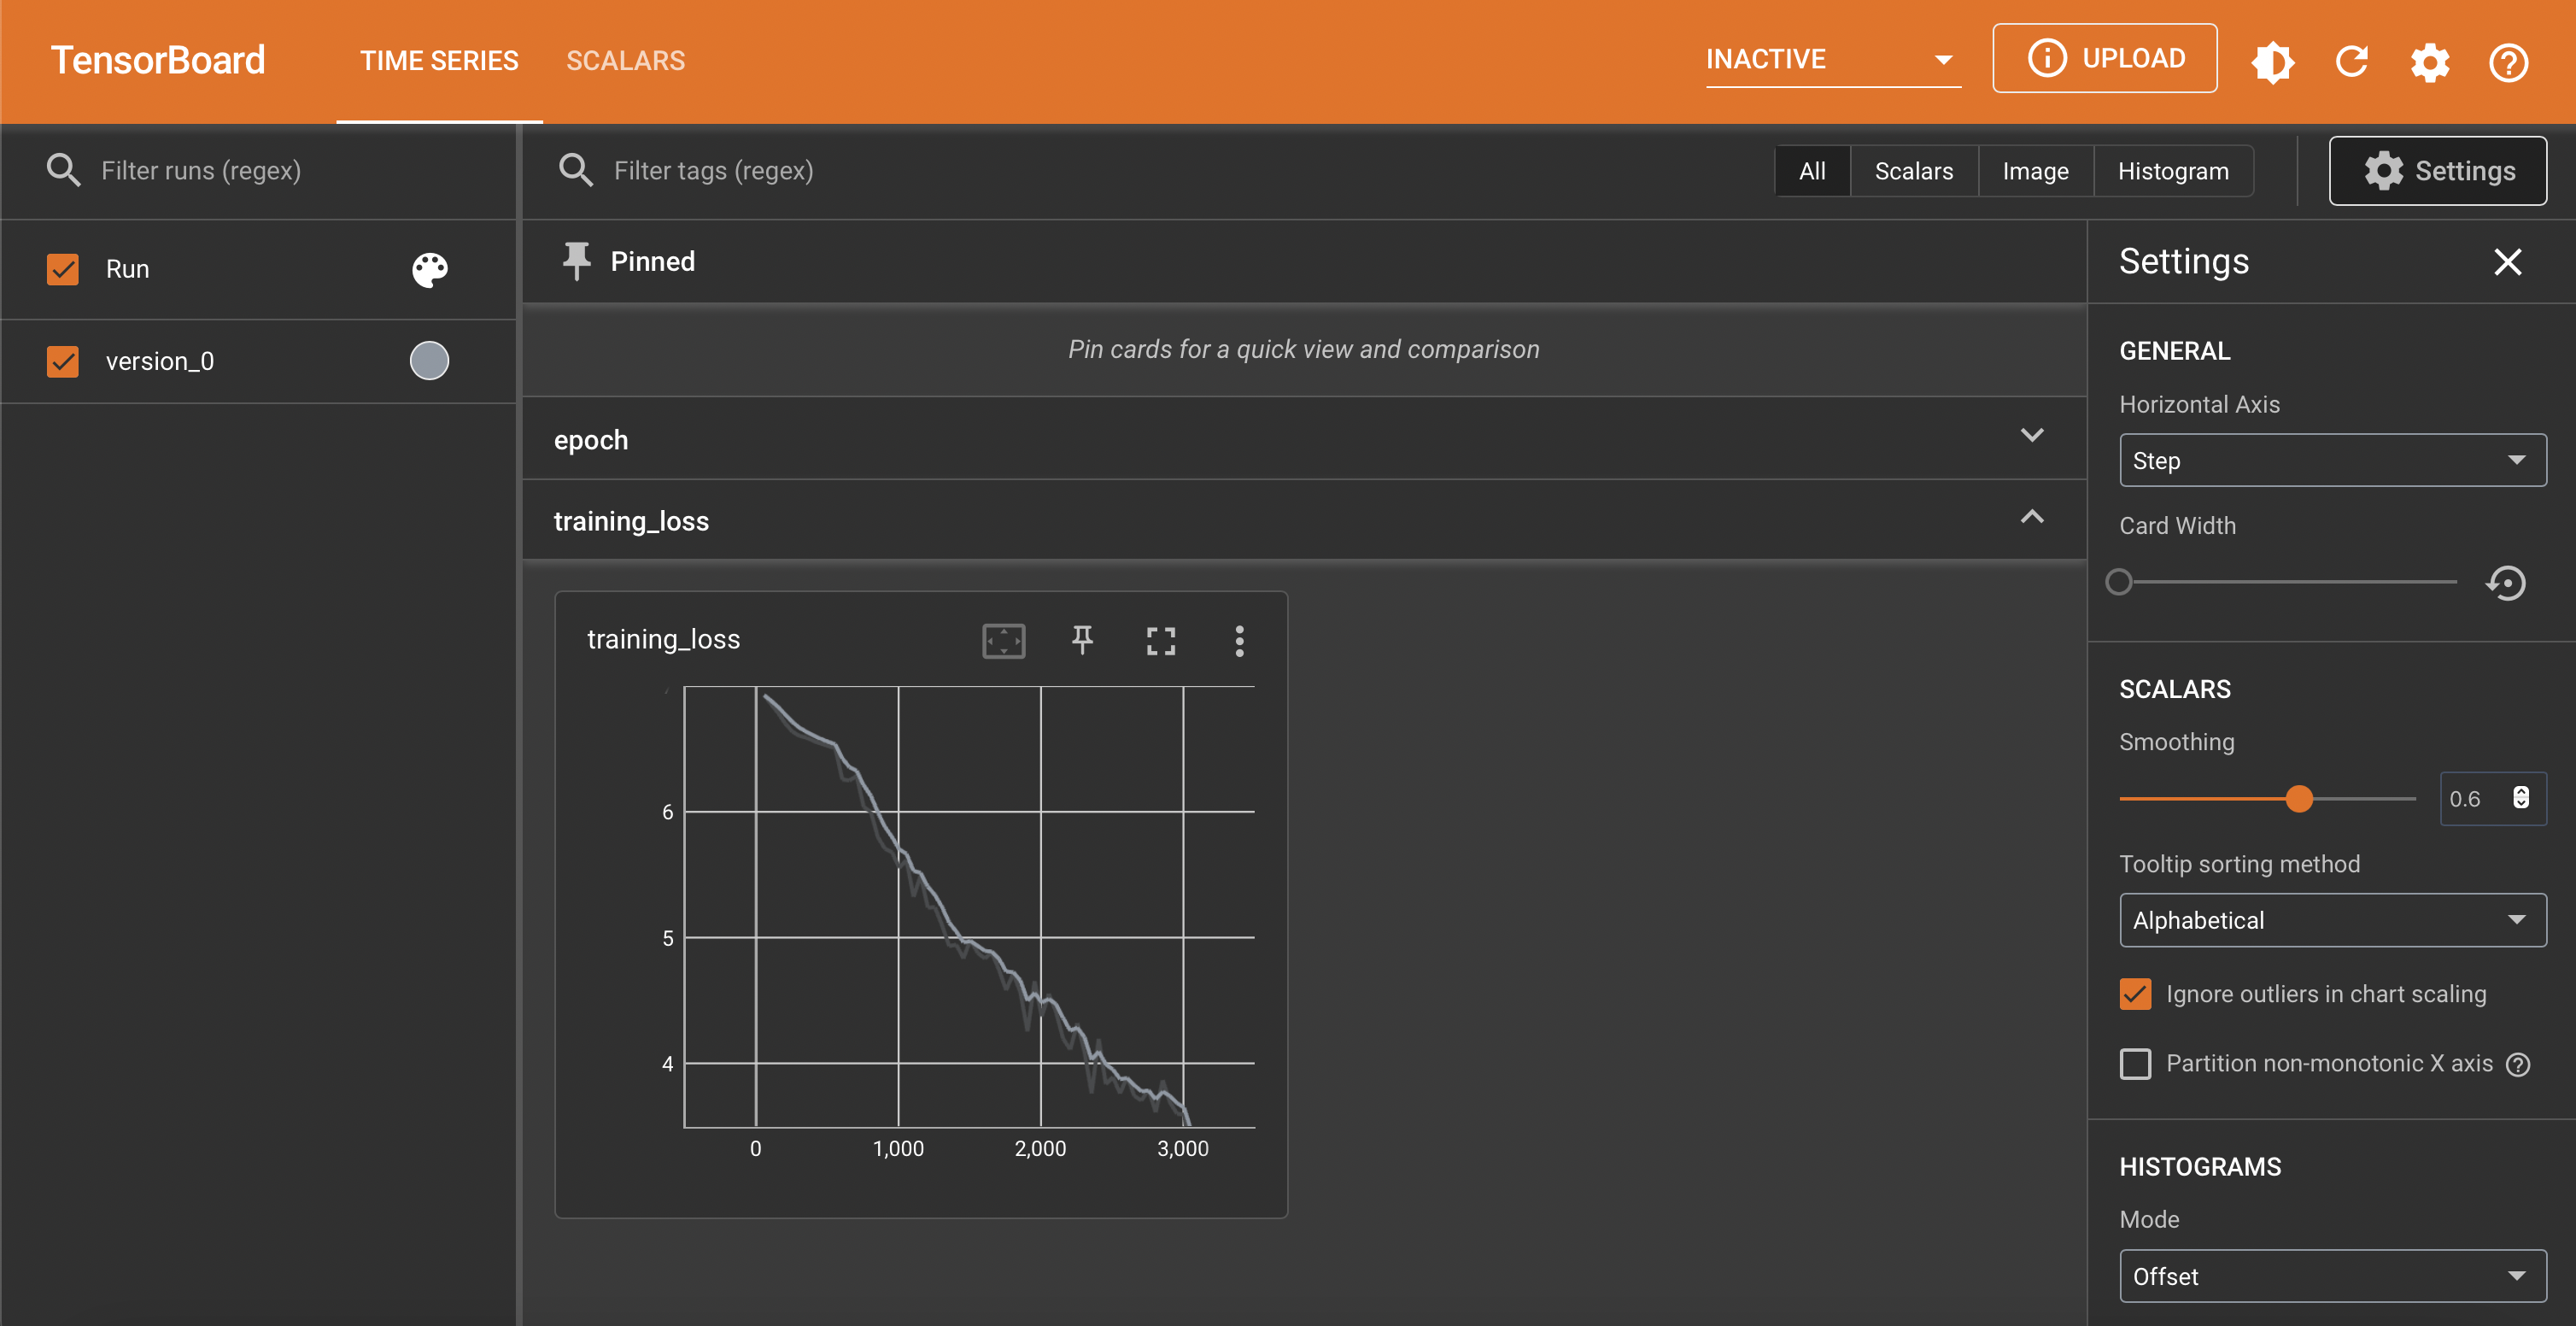 TensorBoard
TIME SERIES
SCALARS
INACTIVE
UPLOAD
Filter runs (regex)
Filter tags (regex)
All
Scalars
Image
Histogram
Settings
Run
version_0
Pinned
Pin cards for a quick view and comparison
epoch
training_loss
training_loss
6
5
4
0
1,000
2,000
3,000
Settings
GENERAL
Horizontal Axis
Step
Card Width
SCALARS
Smoothing
0.6
Tooltip sorting method
Alphabetical
Ignore outliers in chart scaling
Partition non-monotonic X axis
HISTOGRAMS
Mode
Offset